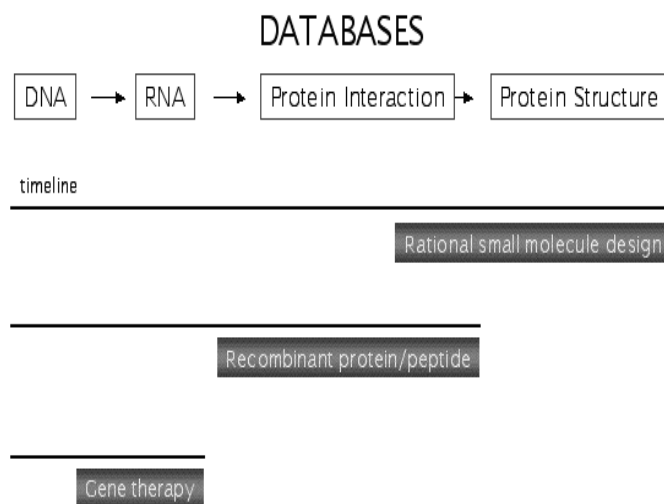 DATABASES
DNA RNA Protein Interaction Protein Structure
timeline
Rational small molecule design
Recombinant protein/peptide
Gene therapy